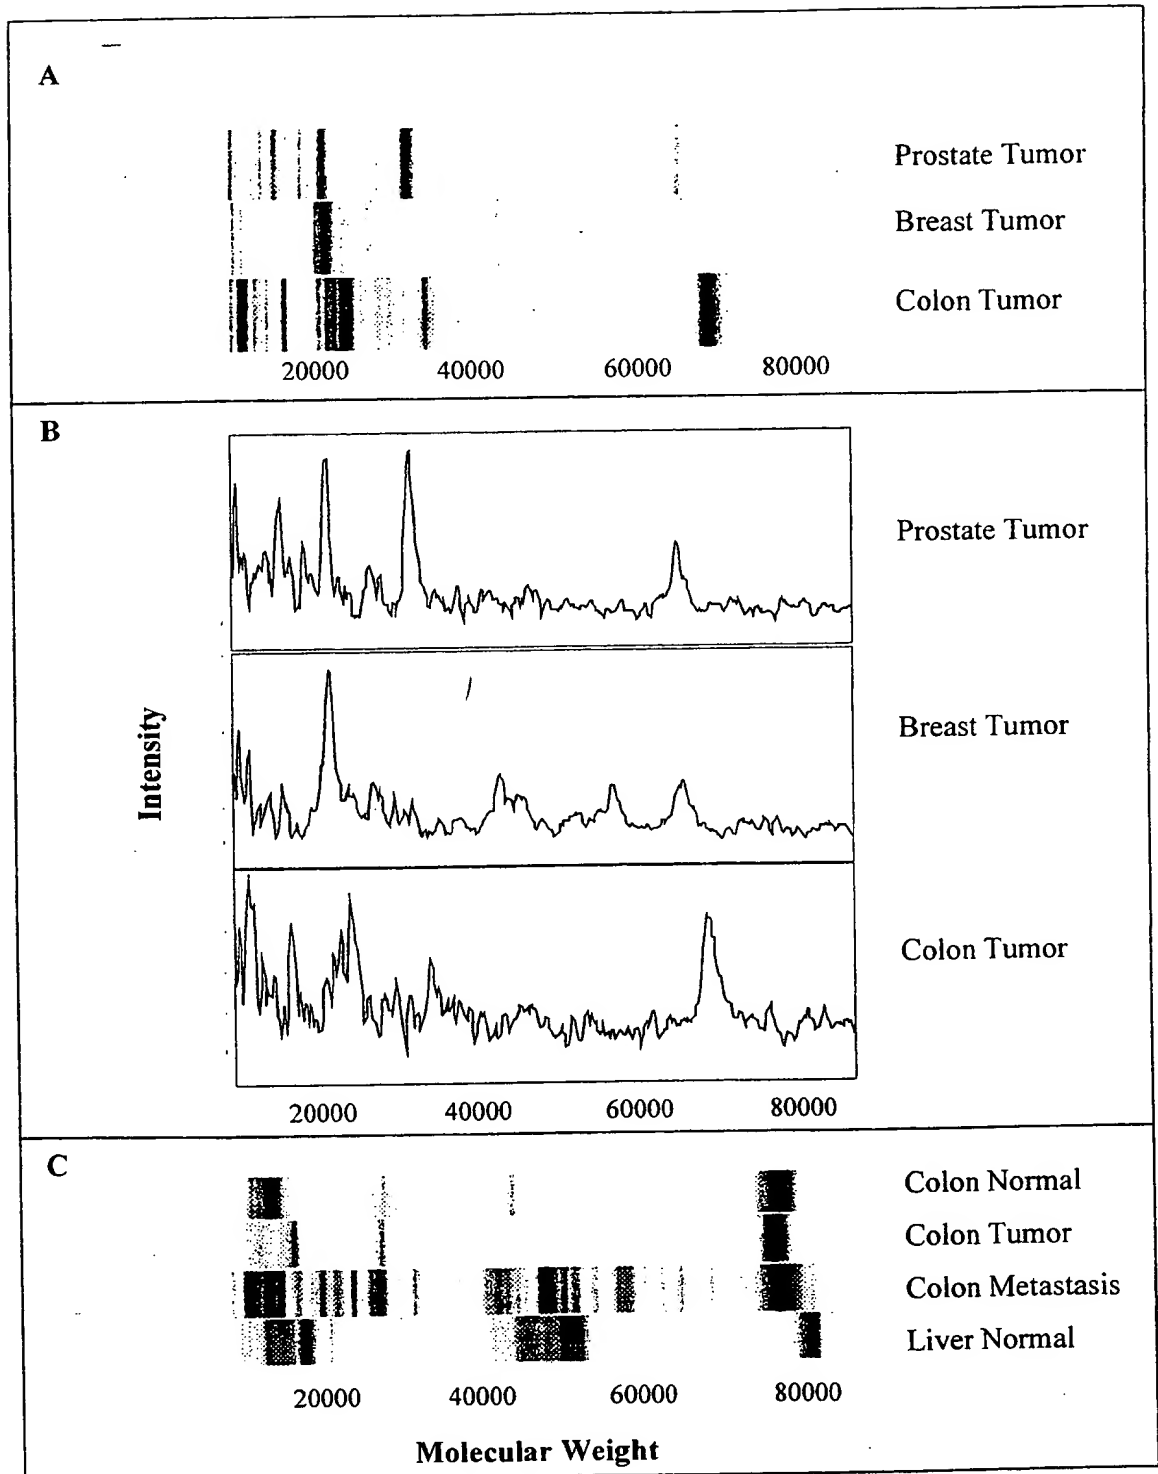 A
Prostate Tumor
Breast Tumor
Colon Tumor
20000 40000 60000 80000
B
Prostate Tumor
Intensity
Breast Tumor
Colon Tumor
20000 40000 60000 80000
C
Colon Normal
Colon Tumor
Colon Metastasis
Liver Normal
20000 40000 60000 80000
Molecular Weight